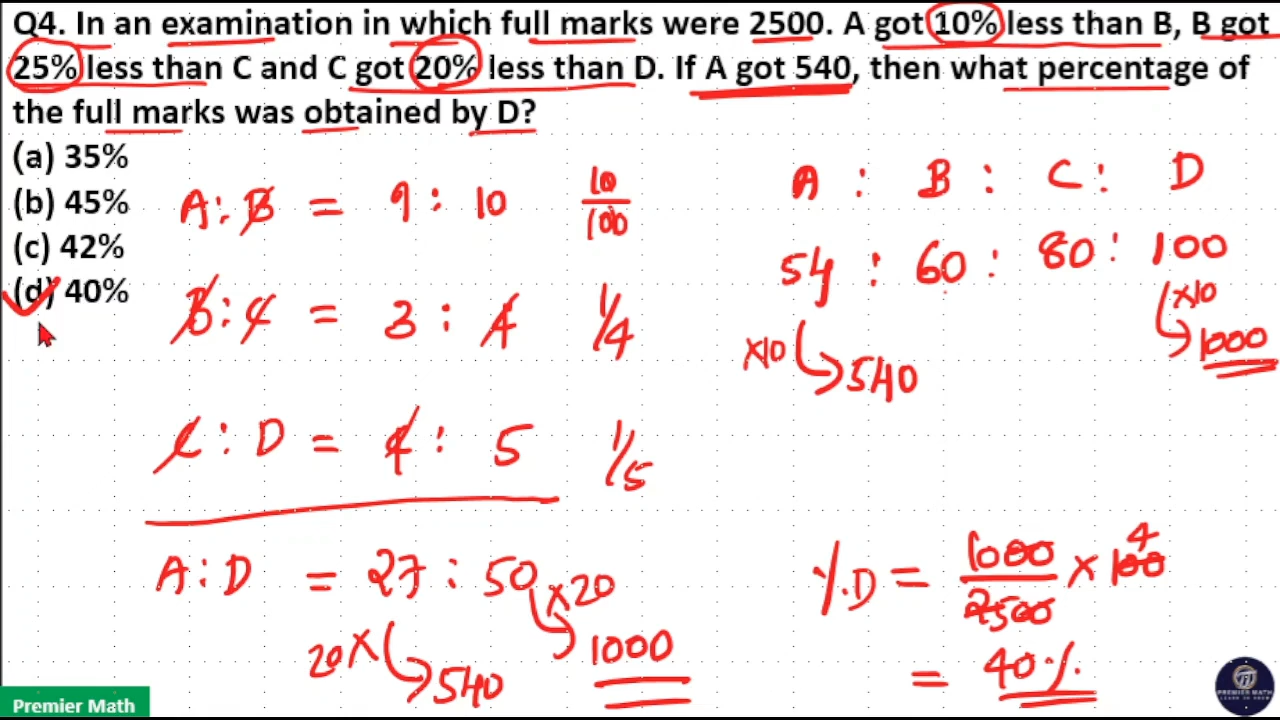 Q4. In an examination in which full marks were 2500. A got 10% less than B, B got
25% less than C and C got 20% less than D. If A got 540, then what percentage of
the full marks was obtained by D?
(a) 35%
(b) 45%
(c) 42%
(d) 40%
A : B = 9 : 10 10/100
B : C = 3 : 4 1/4
C : D = 4 : 5 1/5
A : D = 27 : 50
×20
1000
20 ×
540
A : B : C : D
54 : 60 : 80 : 100
×10
540
×10
1000
%.D = 1000/2500 × 100 4
= 40%
Premier Math
PREMIER MATH